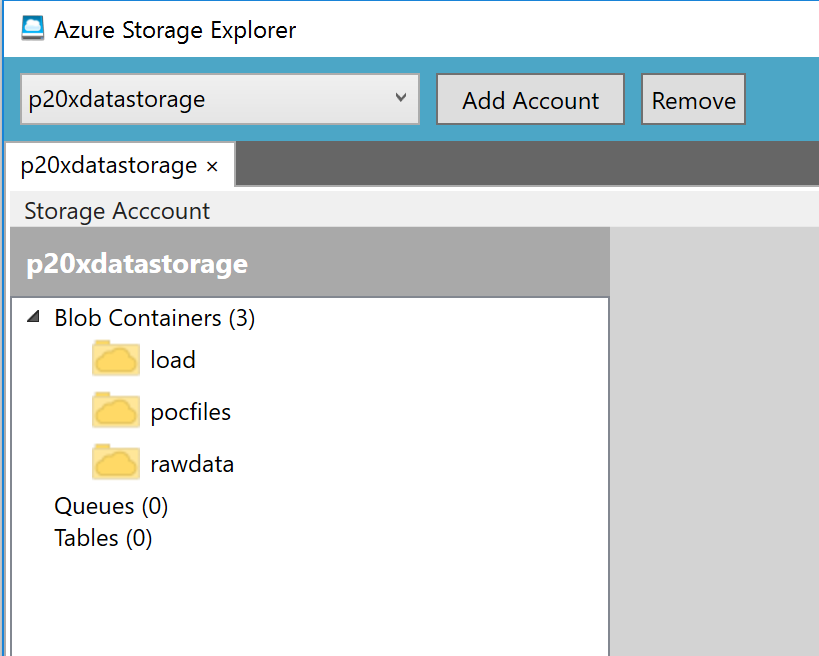 Azure Storage Explorer
p20xdatastorage Add Account Remove
p20xdatastorage ×
Storage Acccount
p20xdatastorage
Blob Containers (3)
load
pocfiles
rawdata
Queues (0)
Tables (0)